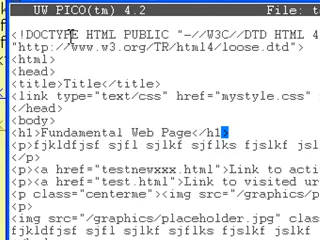 UW PICO(tm) 4.2 File: t
<!DOCTYPE HTML PUBLIC "-//W3C//DTD HTML 4
"http://www.w3.org/TR/html4/loose.dtd">
<html>
<head>
<title>Title</title>
<link type="text/css" href="mystyle.css"
</head>
<body>
<h1>Fundamental Web Page</h1>
<p>fjkldfjsf sjfl sjlkf sjflks fjslkf jsl
</p>
<p><a href="testnewxxx.html">Link to acti
<p><a href="test.html">Link to visited ur
<p class="centerme"><img src="/graphics/p
<p>
<img src="/graphics/placeholder.jpg" clas
fjkldfjsf sjfl sjlkf sjflks fjslkf jsl